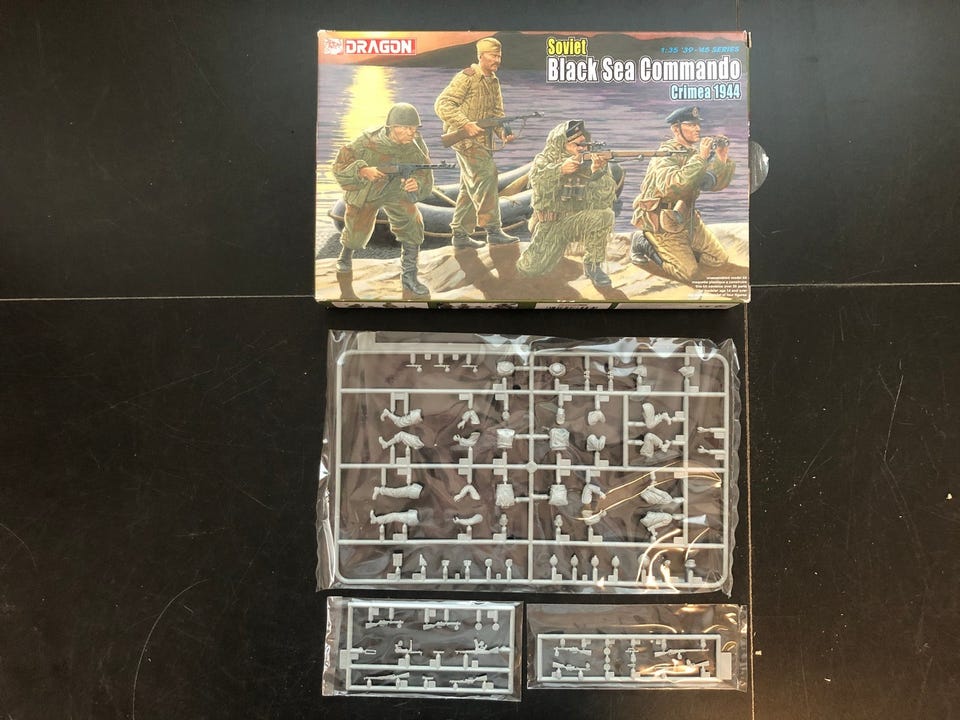 DRAGON
Soviet
1:35 '39-'45 SERIES
Black Sea Commando
Crimea 1944